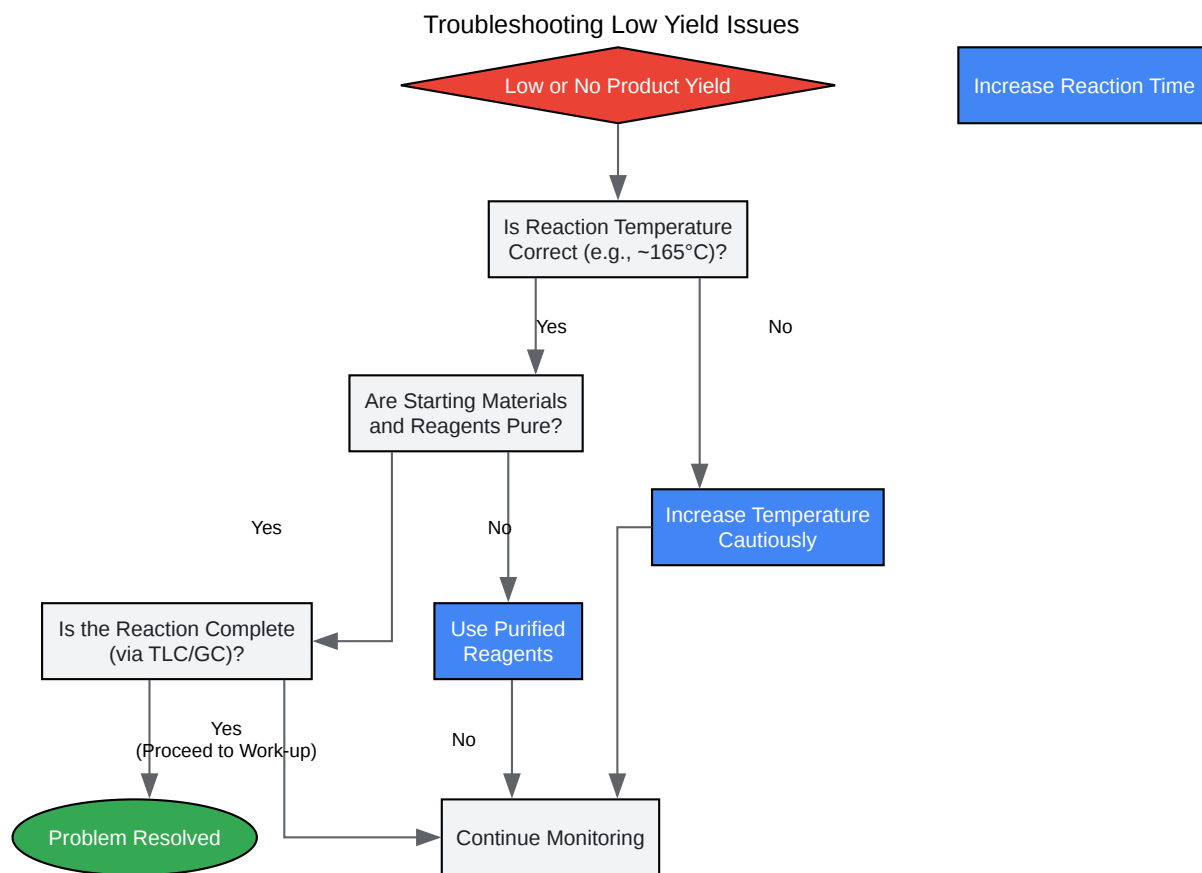 Troubleshooting Low Yield Issues
Low or No Product Yield
Increase Reaction Time
Is Reaction Temperature
Correct (e.g., ~165°C)?
Yes
No
Are Starting Materials
and Reagents Pure?
Increase Temperature
Cautiously
Yes
No
Is the Reaction Complete
(via TLC/GC)?
Use Purified
Reagents
Yes
(Proceed to Work-up)
No
Problem Resolved
Continue Monitoring